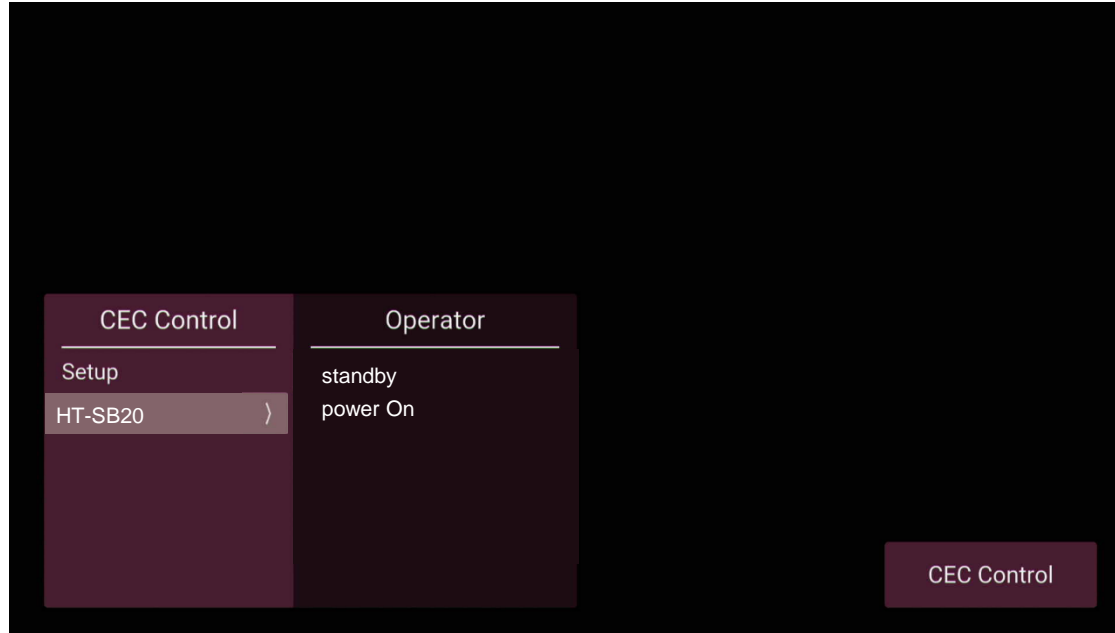 CEC Control
Setup
HT-SB20 〉
Operator
standby
power On
CEC Control